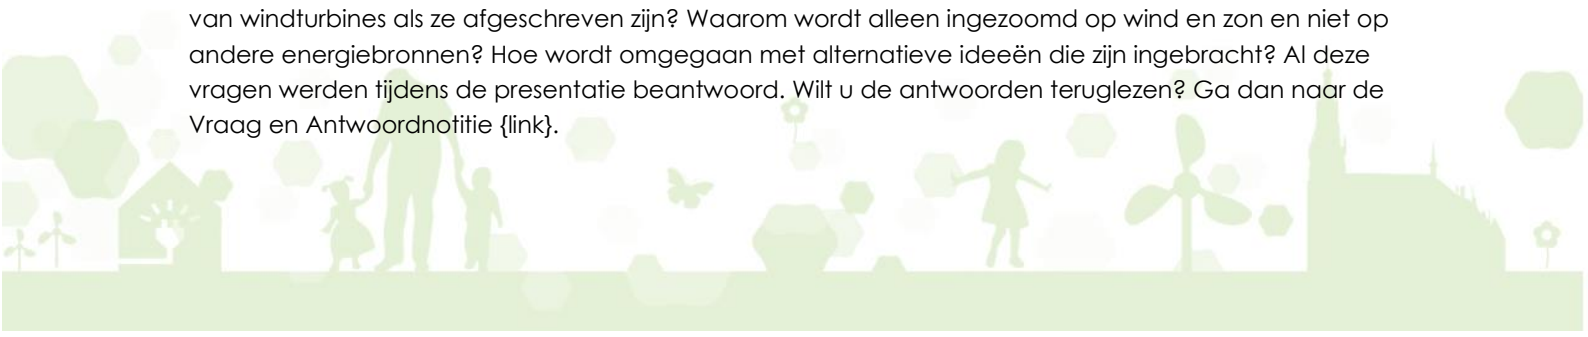 van windturbines als ze afgeschreven zijn? Waarom wordt alleen ingezoomd op wind en zon en niet op
andere energiebronnen? Hoe wordt omgegaan met alternatieve ideeën die zijn ingebracht? Al deze
vragen werden tijdens de presentatie beantwoord. Wilt u de antwoorden teruglezen? Ga dan naar de
Vraag en Antwoordnotitie {link}.